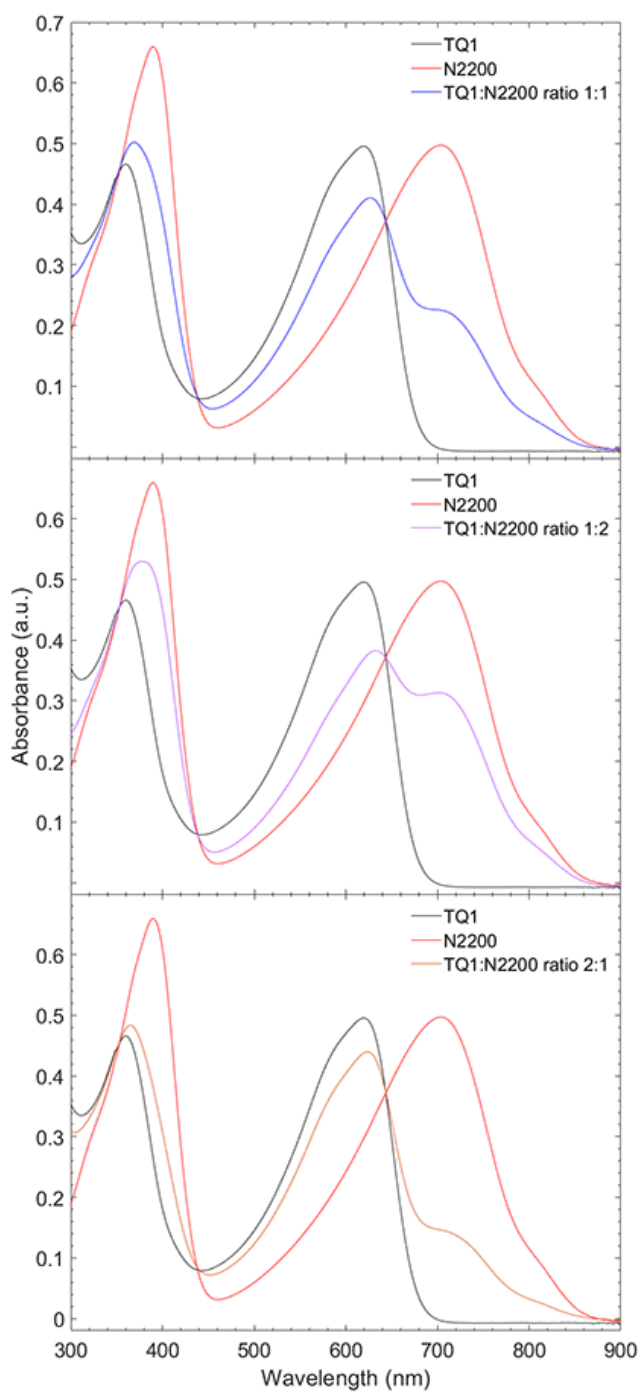 0.7
TQ1
N2200
TQ1:N2200 ratio 1:1
0.6
0.5
0.4
0.3
0.2
0.1
TQ1
N2200
TQ1:N2200 ratio 1:2
0.6
0.5
0.4
0.3
0.2
0.1
Absorbance (a.u.)
TQ1
N2200
TQ1:N2200 ratio 2:1
0.6
0.5
0.4
0.3
0.2
0.1
0
300 400 500 600 700 800 900
Wavelength (nm)